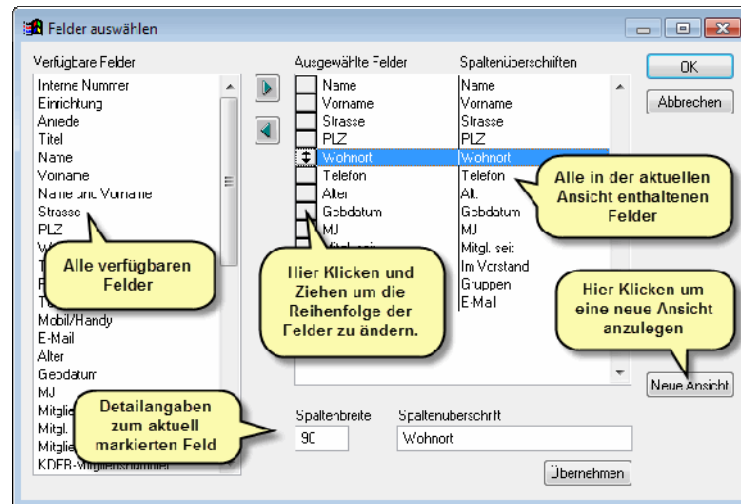 Felder auswählen
Verfügbare Felder
Interne Nummer
Einrichtung
Anrede
Titel
Name
Vorname
Name und Vorname
Strasse
PLZ
Mobil/Handy
E-Mail
Alter
Gebdatum
MJ
Ausgewählte Felder
Spaltenüberschriften
Name Name
Vorname Vorname
Strasse Strasse
PLZ PLZ
Wohnort Wohnort
Telefon Telefon
Alter Alt.
Gebdatum Gebdatum
MJ MJ
Mitgl. seit
Im Vorstand
Gruppen
E-Mail
OK
Abbrechen
Alle in der aktuellen
Ansicht enthaltenen
Felder
Alle verfügbaren
Felder
Hier Klicken und
Ziehen um die
Reihenfolge der
Felder zu ändern.
Hier Klicken um
eine neue Ansicht
anzulegen
Neue Ansicht
Detailangaben
zum aktuell
markierten Feld
Spaltenbreite
90
Spaltenüberschrift
Wohnort
Übernehmen